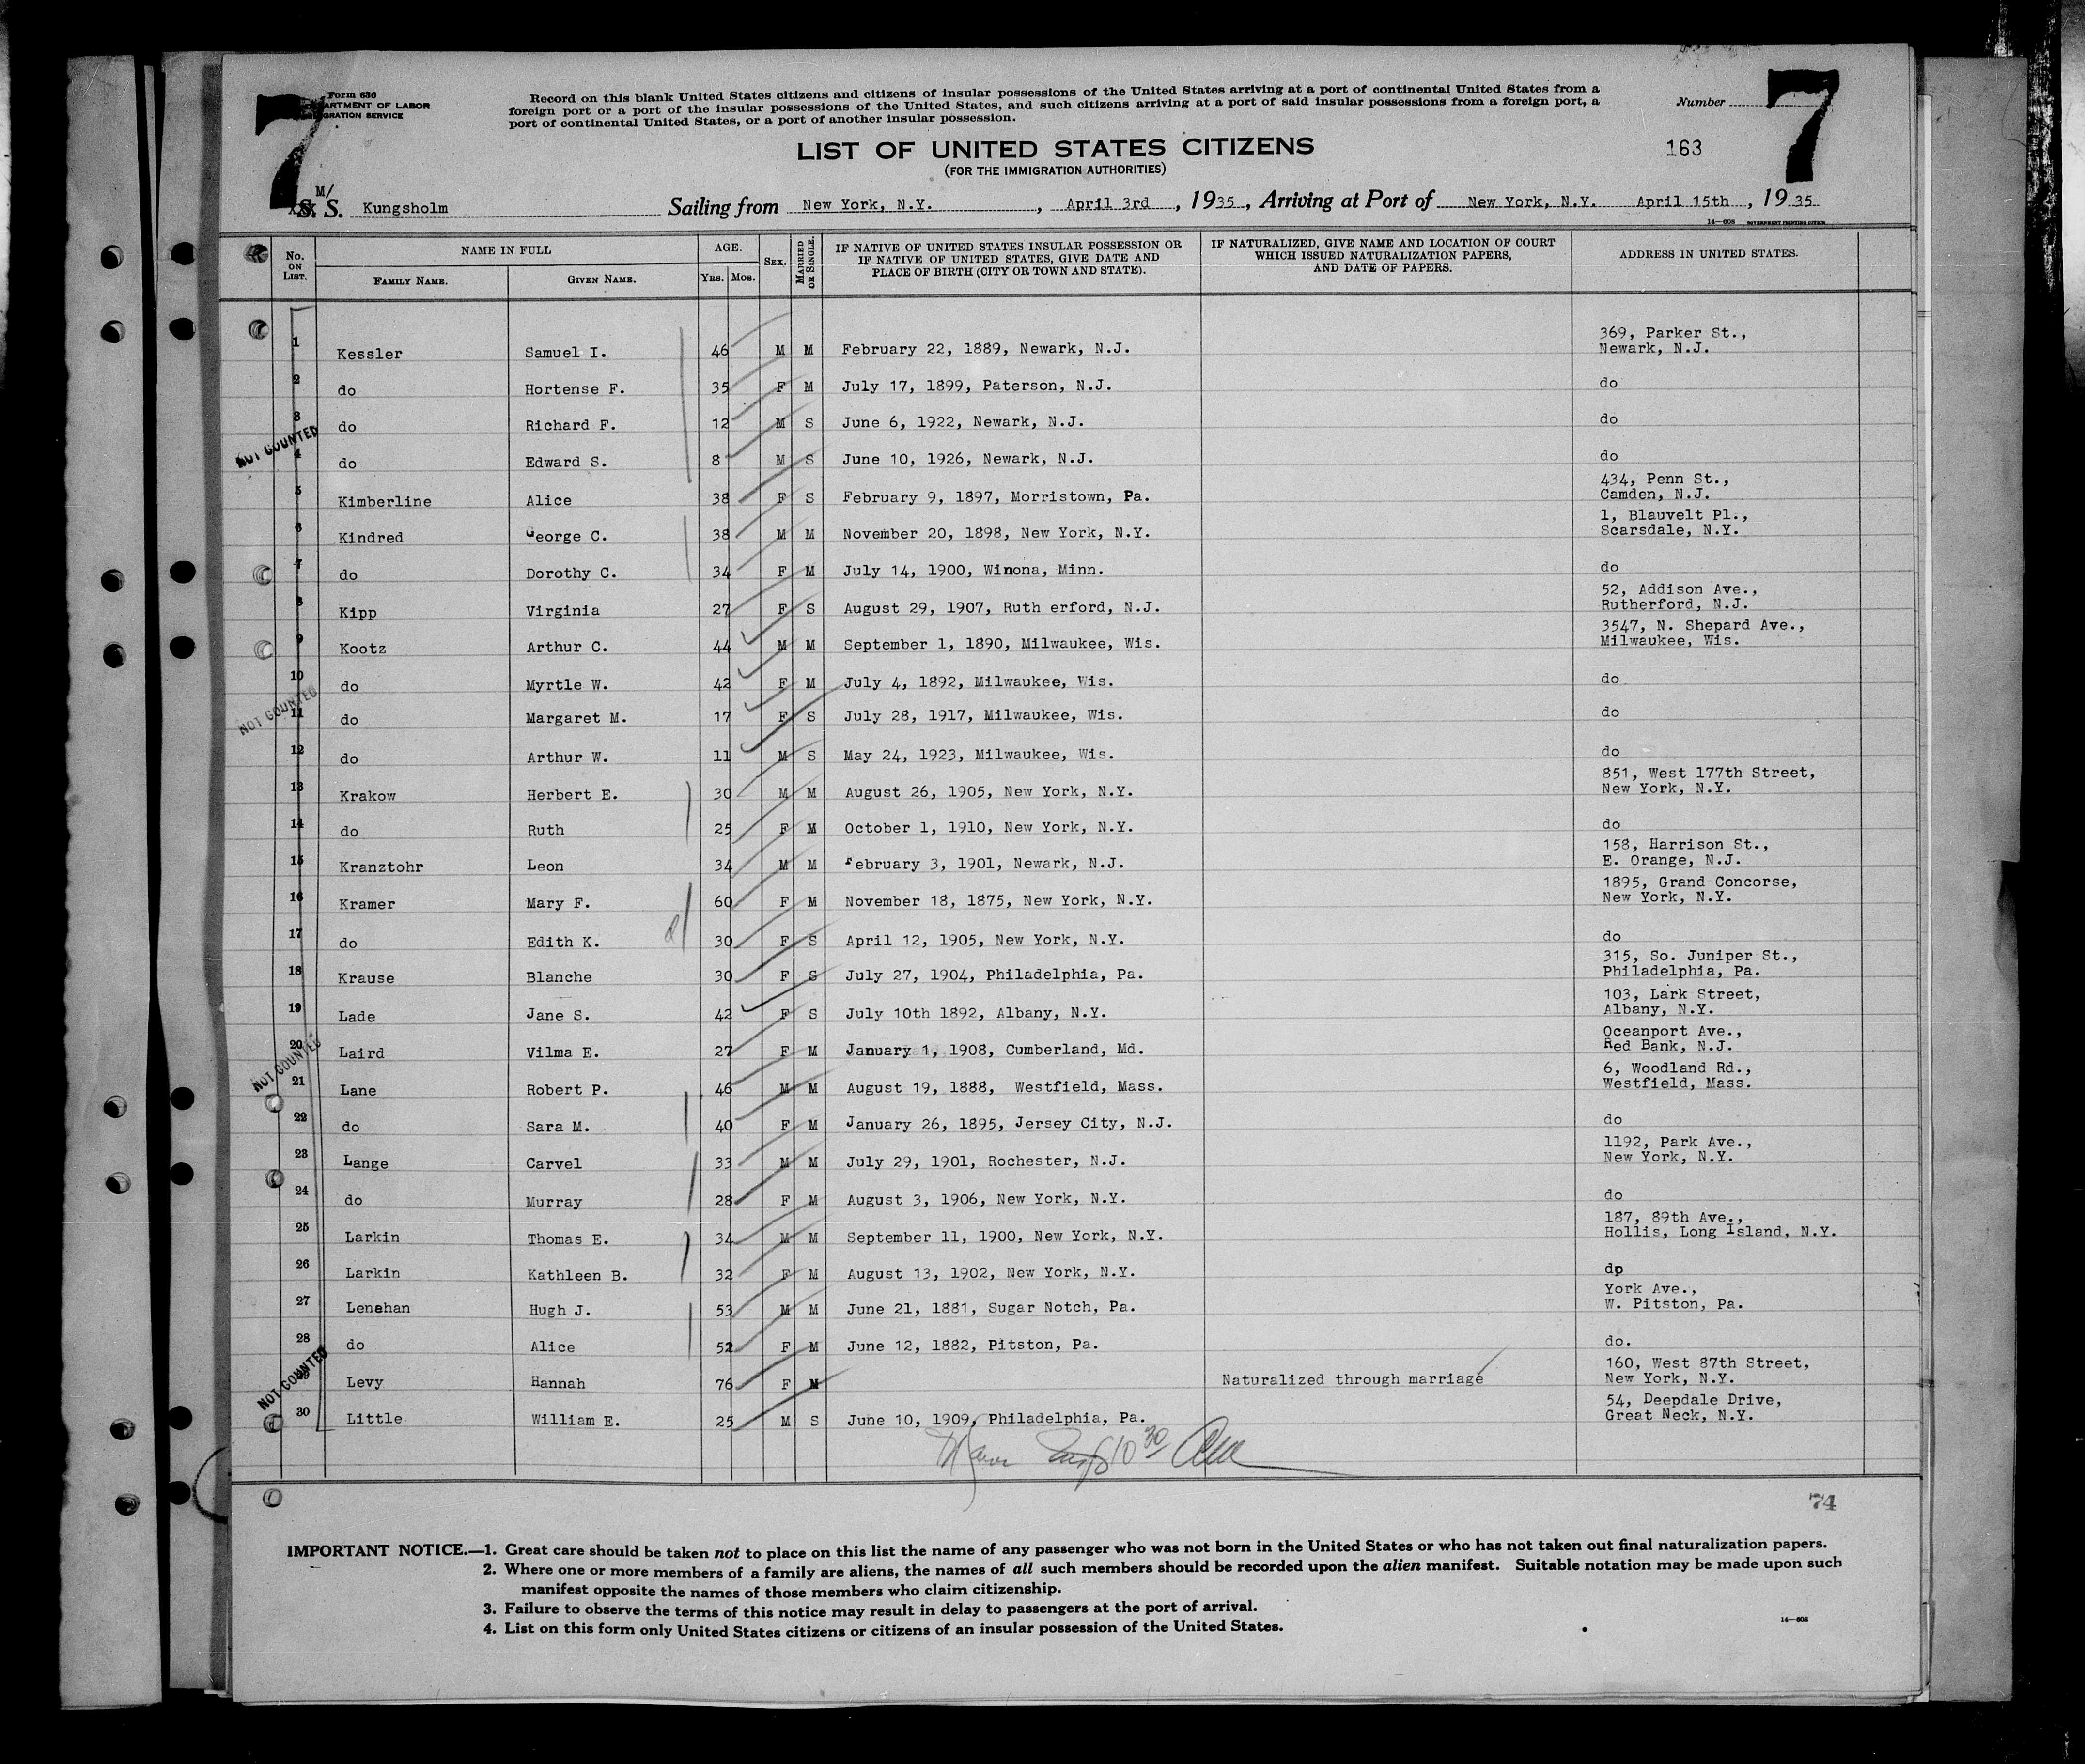 7
Form 630
DEPARTMENT OF LABOR
IMMIGRATION SERVICE
Record on this blank United States citizens and citizens of insular possessions of the United States arriving at a port of continental United States from a
foreign port or a port of the insular possessions of the United States, and such citizens arriving at a port of said insular possessions from a foreign port, a
port of continental United States, or a port of another insular possession.
Number
7
LIST OF UNITED STATES CITIZENS
(FOR THE IMMIGRATION AUTHORITIES)
163
M/
S. S. Kungsholm Sailing from New York, N.Y., April 3rd, 1935, Arriving at Port of New York, N.Y. April 15th, 1935
14—608 GOVERNMENT PRINTING OFFICE
No. ON LIST. NAME IN FULL FAMILY NAME. GIVEN NAME. AGE. YRS. MOS. SEX. MARRIED OR SINGLE. IF NATIVE OF UNITED STATES INSULAR POSSESSION OR IF NATIVE OF UNITED STATES, GIVE DATE AND PLACE OF BIRTH (CITY OR TOWN AND STATE). IF NATURALIZED, GIVE NAME AND LOCATION OF COURT WHICH ISSUED NATURALIZATION PAPERS, AND DATE OF PAPERS. ADDRESS IN UNITED STATES.
1 Kessler Samuel I. 46 M M February 22, 1889, Newark, N.J. 369, Parker St., Newark, N.J.
2 do Hortense F. 35 F M July 17, 1899, Paterson, N.J. do
3 do Richard F. 12 M S June 6, 1922, Newark, N.J. do
NOT COUNTED
4 do Edward S. 8 M S June 10, 1926, Newark, N.J. do
5 Kimberline Alice 38 F S February 9, 1897, Morristown, Pa. 434, Penn St., Camden, N.J.
6 Kindred George C. 38 M M November 20, 1898, New York, N.Y. 1, Blauvelt Pl., Scarsdale, N.Y.
7 do Dorothy C. 34 F M July 14, 1900, Winona, Minn. do
8 Kipp Virginia 27 F S August 29, 1907, Ruth erford, N.J. 52, Addison Ave., Rutherford, N.J.
9 Kootz Arthur C. 44 M M September 1, 1890, Milwaukee, Wis. 3547, N. Shepard Ave., Milwaukee, Wis.
10 do Myrtle W. 42 F M July 4, 1892, Milwaukee, Wis. do
NOT COUNTED
11 do Margaret M. 17 F S July 28, 1917, Milwaukee, Wis. do
12 do Arthur W. 11 M S May 24, 1923, Milwaukee, Wis. do
13 Krakow Herbert E. 30 M M August 26, 1905, New York, N.Y. 851, West 177th Street, New York, N.Y.
14 do Ruth 25 F M October 1, 1910, New York, N.Y. do
15 Kranztohr Leon 34 M M February 3, 1901, Newark, N.J. 158, Harrison St., E. Orange, N.J.
16 Kramer Mary F. 60 F M November 18, 1875, New York, N.Y. 1895, Grand Concorse, New York, N.Y.
17 do Edith K. 30 F S April 12, 1905, New York, N.Y. do
18 Krause Blanche 30 F S July 27, 1904, Philadelphia, Pa. 315, So. Juniper St., Philadelphia, Pa.
19 Lade Jane S. 42 F S July 10th 1892, Albany, N.Y. 103, Lark Street, Albany, N.Y.
NOT COUNTED
20 Laird Vilma E. 27 F M January 1, 1908, Cumberland, Md. Oceanport Ave., Red Bank, N.J.
21 Lane Robert P. 46 M M August 19, 1888, Westfield, Mass. 6, Woodland Rd., Westfield, Mass.
22 do Sara M. 40 F M January 26, 1895, Jersey City, N.J. do
23 Lange Carvel 33 M M July 29, 1901, Rochester, N.J. 1192, Park Ave., New York, N.Y.
24 do Murray 28 F M August 3, 1906, New York, N.Y. do
25 Larkin Thomas E. 34 M M September 11, 1900, New York, N.Y. 187, 89th Ave., Hollis, Long Island, N.Y.
26 Larkin Kathleen B. 32 F M August 13, 1902, New York, N.Y. dp
27 Lenahan Hugh J. 53 M M June 21, 1881, Sugar Notch, Pa. York Ave., W. Pitston, Pa.
28 do Alice 52 F M June 12, 1882, Pitston, Pa. do.
NOT COUNTED
29 Levy Hannah 76 F M Naturalized through marriage 160, West 87th Street, New York, N.Y.
30 Little William E. 25 M S June 10, 1909, Philadelphia, Pa. 54, Deepdale Drive, Great Neck, N.Y.
10 30
74
IMPORTANT NOTICE.—1. Great care should be taken not to place on this list the name of any passenger who was not born in the United States or who has not taken out final naturalization papers.
2. Where one or more members of a family are aliens, the names of all such members should be recorded upon the alien manifest. Suitable notation may be made upon such
manifest opposite the names of those members who claim citizenship.
3. Failure to observe the terms of this notice may result in delay to passengers at the port of arrival.
4. List on this form only United States citizens or citizens of an insular possession of the United States.
14—608